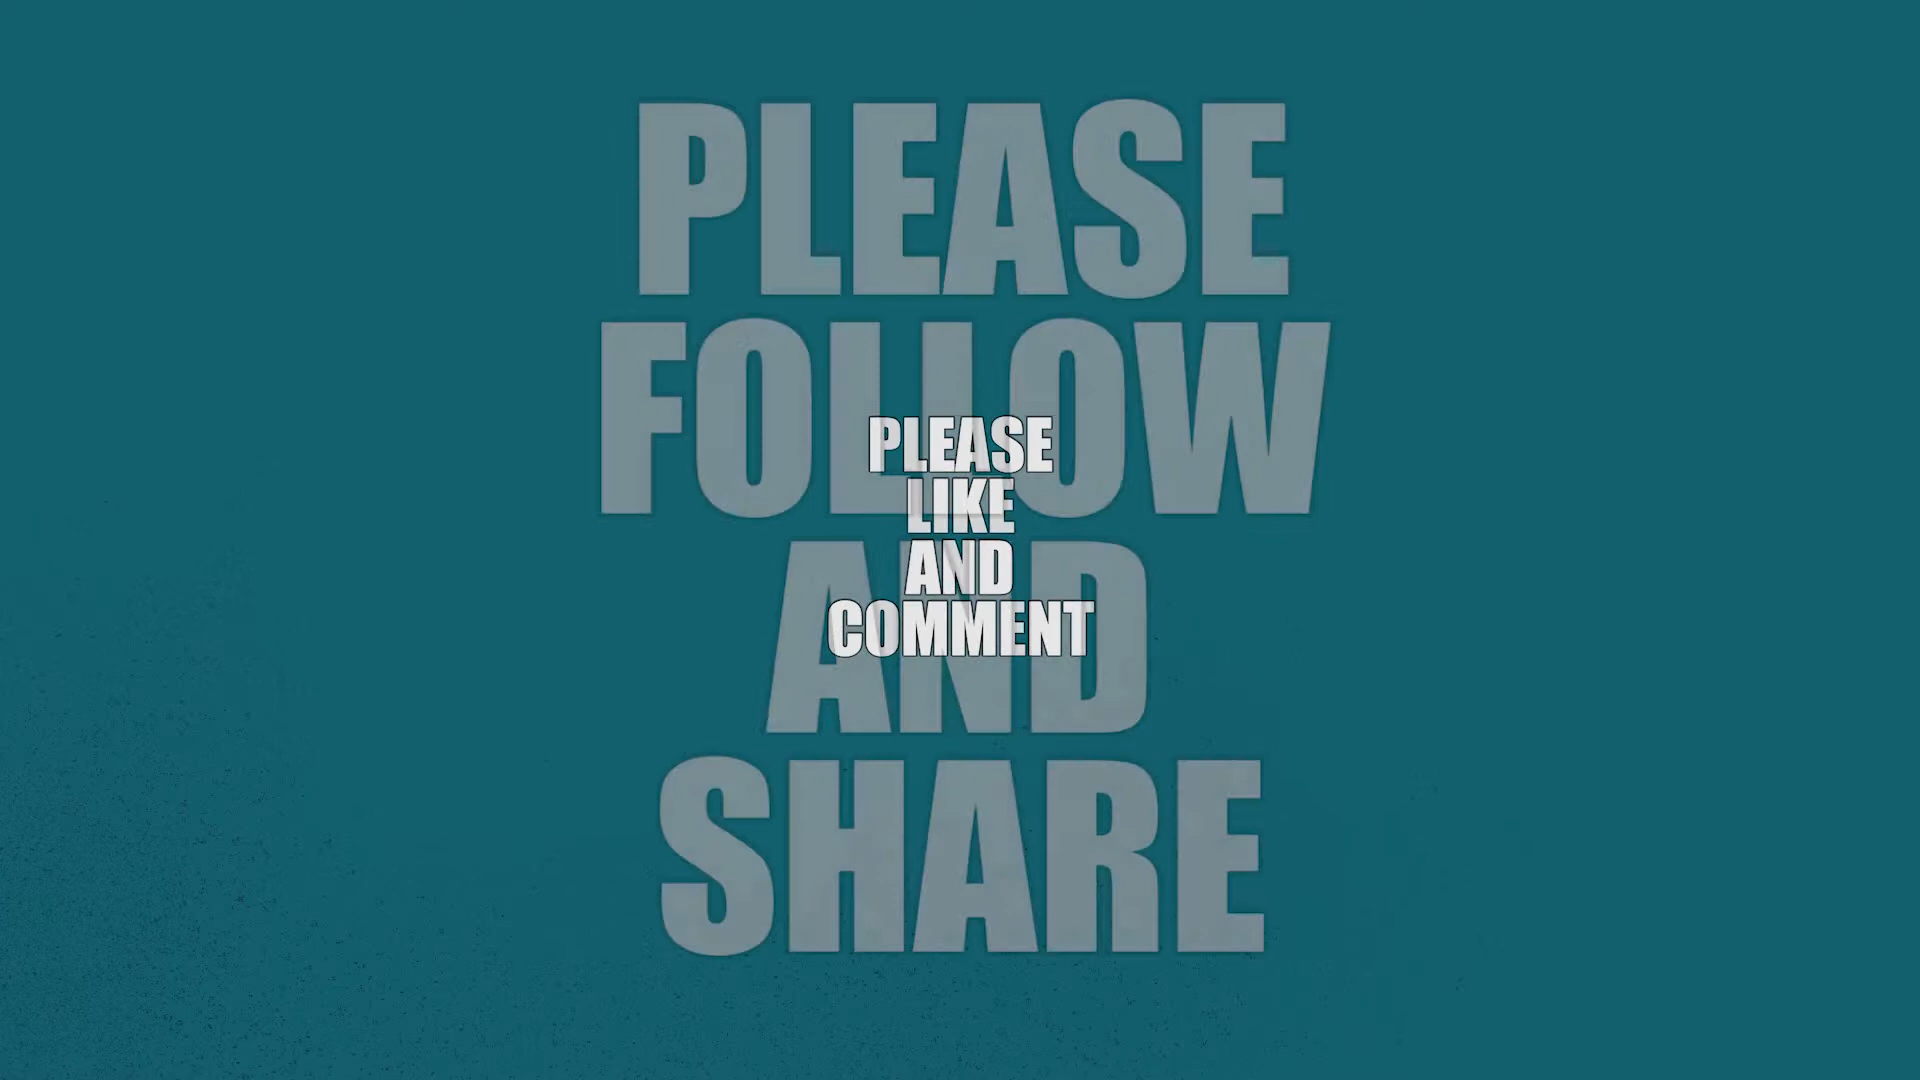 PLEASE
FOLLOW
AND
SHARE
PLEASE
LIKE
AND
COMMENT